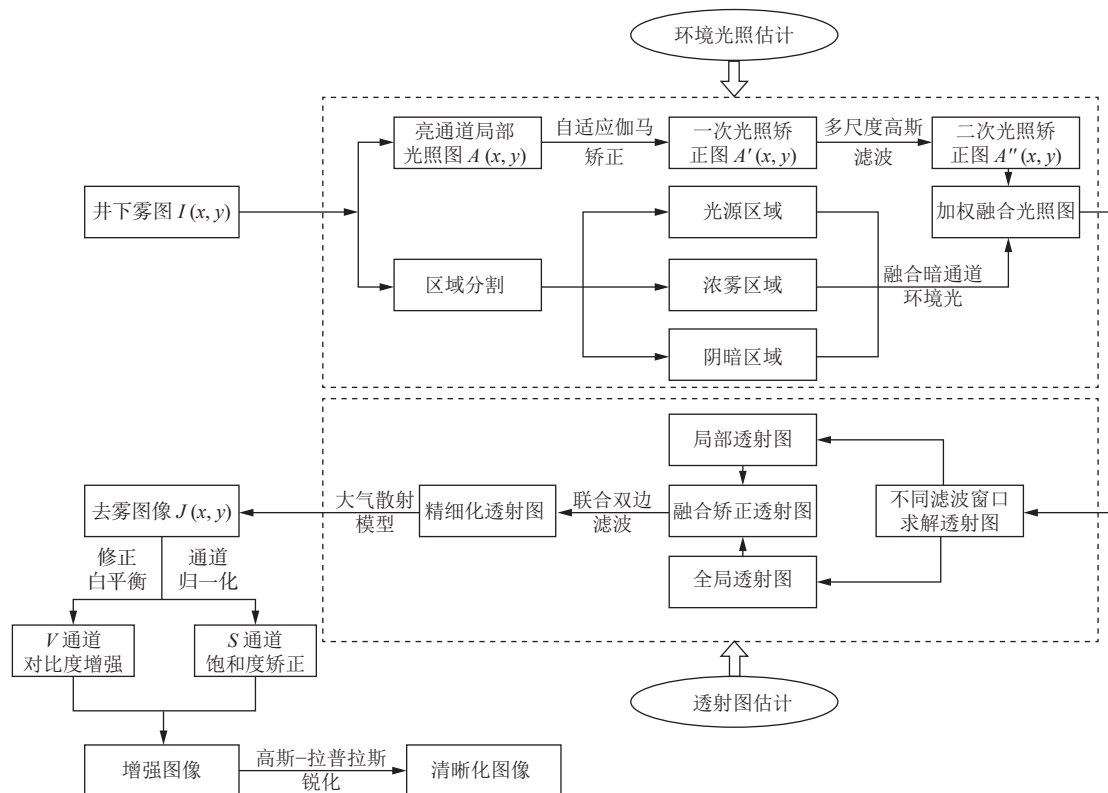 环境光照估计
亮通道局部
光照图 A (x, y)
自适应伽马
矫正
一次光照矫
正图 A′ (x, y)
多尺度高斯
滤波
二次光照矫
正图 A″ (x, y)
井下雾图 I (x, y)
光源区域
加权融合光照图
区域分割
浓雾区域
融合暗通道
环境光
阴暗区域
局部透射图
去雾图像 J (x, y)
大气散射
模型
精细化透射图
联合双边
滤波
融合矫正透射图
不同滤波窗口
求解透射图
全局透射图
修正
白平衡
通道
归一化
V 通道
对比度增强
S 通道
饱和度矫正
透射图估计
增强图像
高斯−拉普拉斯
锐化
清晰化图像